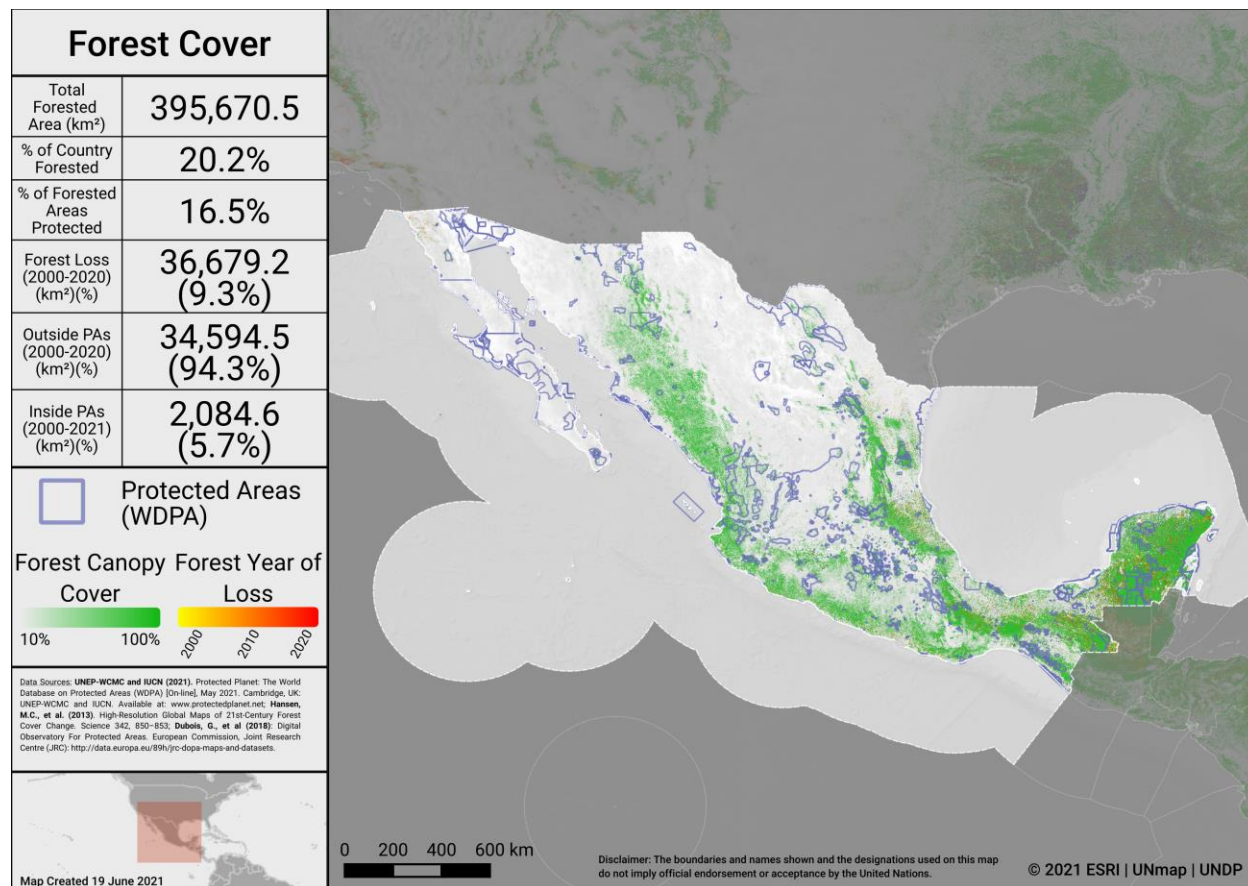 Forest Cover
Total
Forested
Area (km²)
395,670.5
% of Country
Forested
20.2%
% of Forested
Areas
Protected
16.5%
Forest Loss
(2000-2020)
(km²)(%)
36,679.2
(9.3%)
Outside PAs
(2000-2020)
(km²)(%)
34,594.5
(94.3%)
Inside PAs
(2000-2021)
(km²)(%)
2,084.6
(5.7%)
Protected Areas
(WDPA)
Forest Canopy
Cover
10%
100%
Forest Year of
Loss
2000
2010
2020
Data Sources: UNEP-WCMC and IUCN (2021). Protected Planet: The World
Database on Protected Areas (WDPA) [On-line], May 2021. Cambridge, UK:
UNEP-WCMC and IUCN. Available at: www.protectedplanet.net; Hansen,
M.C., et al. (2013). High-Resolution Global Maps of 21st-Century Forest
Cover Change. Science 342, 850–853; Dubois, G., et al (2018): Digital
Observatory For Protected Areas. European Commission, Joint Research
Centre (JRC): http://data.europa.eu/89h/jrc-dopa-maps-and-datasets.
Map Created 19 June 2021
0 200 400 600 km
Disclaimer: The boundaries and names shown and the designations used on this map
do not imply official endorsement or acceptance by the United Nations.
© 2021 ESRI | UNmap | UNDP